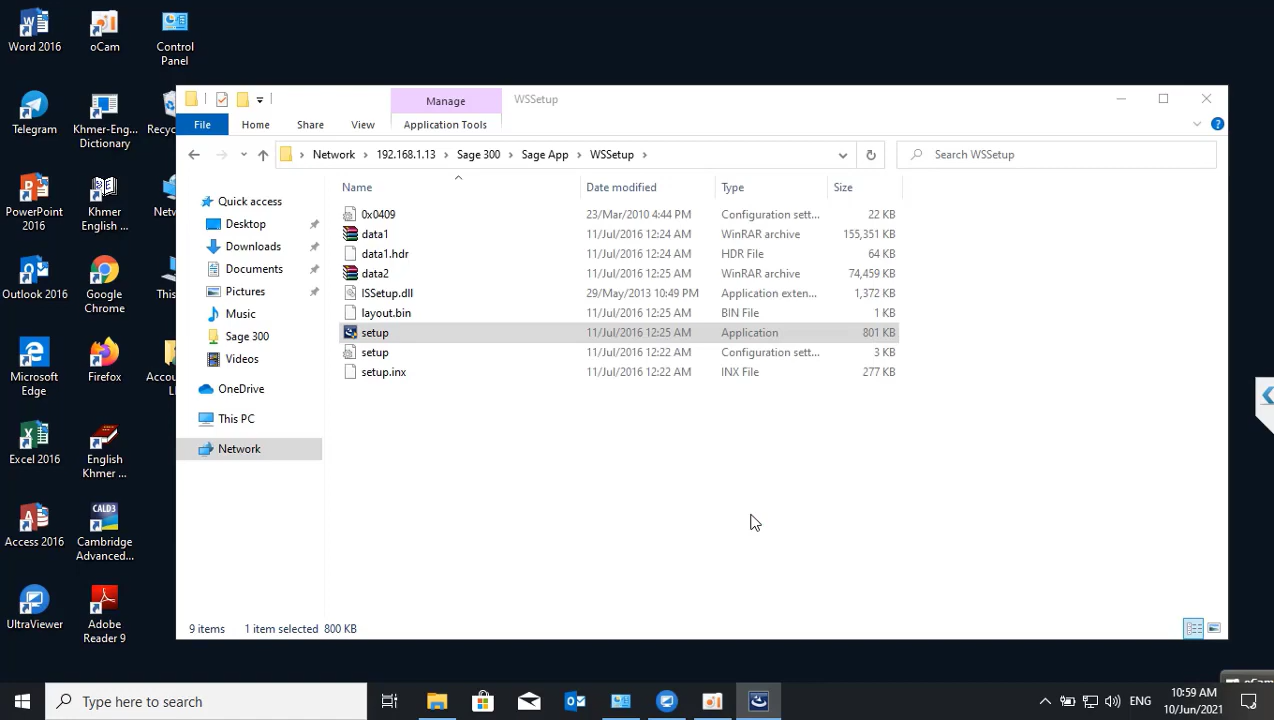 Word 2016
oCam
Control
Panel
Telegram
Khmer-Eng...
Dictionary
Recyc
PowerPoint
2016
Khmer
English ...
Netv
Outlook 2016
Google
Chrome
This
Microsoft
Edge
Firefox
Accou
LI
Excel 2016
English
Khmer ...
Access 2016
CALD3
Cambridge
Advanced...
UltraViewer
Adobe
Reader 9
Manage
WSSetup
File
Home
Share
View
Application Tools
Network
192.168.1.13
Sage 300
Sage App
WSSetup
Search WSSetup
Quick access
Desktop
Downloads
Documents
Pictures
Music
Sage 300
Videos
OneDrive
This PC
Network
Name Date modified Type Size
0x0409 23/Mar/2010 4:44 PM Configuration sett... 22 KB
data1 11/Jul/2016 12:24 AM WinRAR archive 155,351 KB
data1.hdr 11/Jul/2016 12:24 AM HDR File 64 KB
data2 11/Jul/2016 12:25 AM WinRAR archive 74,459 KB
ISSetup.dll 29/May/2013 10:49 PM Application exten... 1,372 KB
layout.bin 11/Jul/2016 12:25 AM BIN File 1 KB
setup 11/Jul/2016 12:25 AM Application 801 KB
setup 11/Jul/2016 12:22 AM Configuration sett... 3 KB
setup.inx 11/Jul/2016 12:22 AM INX File 277 KB
9 items 1 item selected 800 KB
Type here to search
ENG
10:59 AM
10/Jun/2021